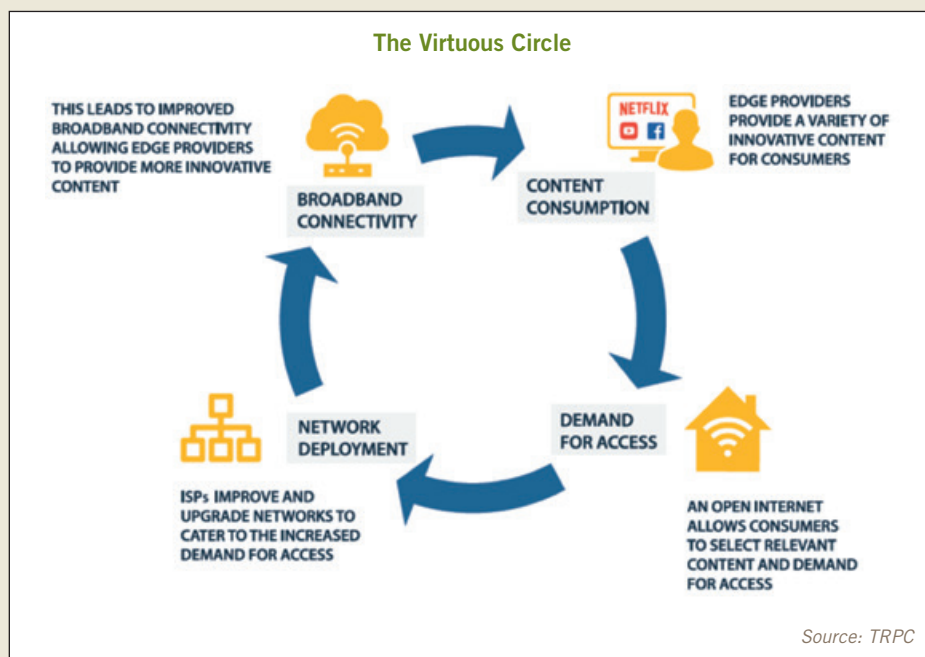 The Virtuous Circle
THIS LEADS TO IMPROVED
BROADBAND CONNECTIVITY
ALLOWING EDGE PROVIDERS
TO PROVIDE MORE INNOVATIVE
CONTENT
BROADBAND
CONNECTIVITY
NETFLIX
f
CONTENT
CONSUMPTION
EDGE PROVIDERS
PROVIDE A VARIETY OF
INNOVATIVE CONTENT
FOR CONSUMERS
DEMAND
FOR ACCESS
AN OPEN INTERNET
ALLOWS CONSUMERS
TO SELECT RELEVANT
CONTENT AND DEMAND
FOR ACCESS
NETWORK
DEPLOYMENT
ISPs IMPROVE AND
UPGRADE NETWORKS TO
CATER TO THE INCREASED
DEMAND FOR ACCESS
Source: TRPC